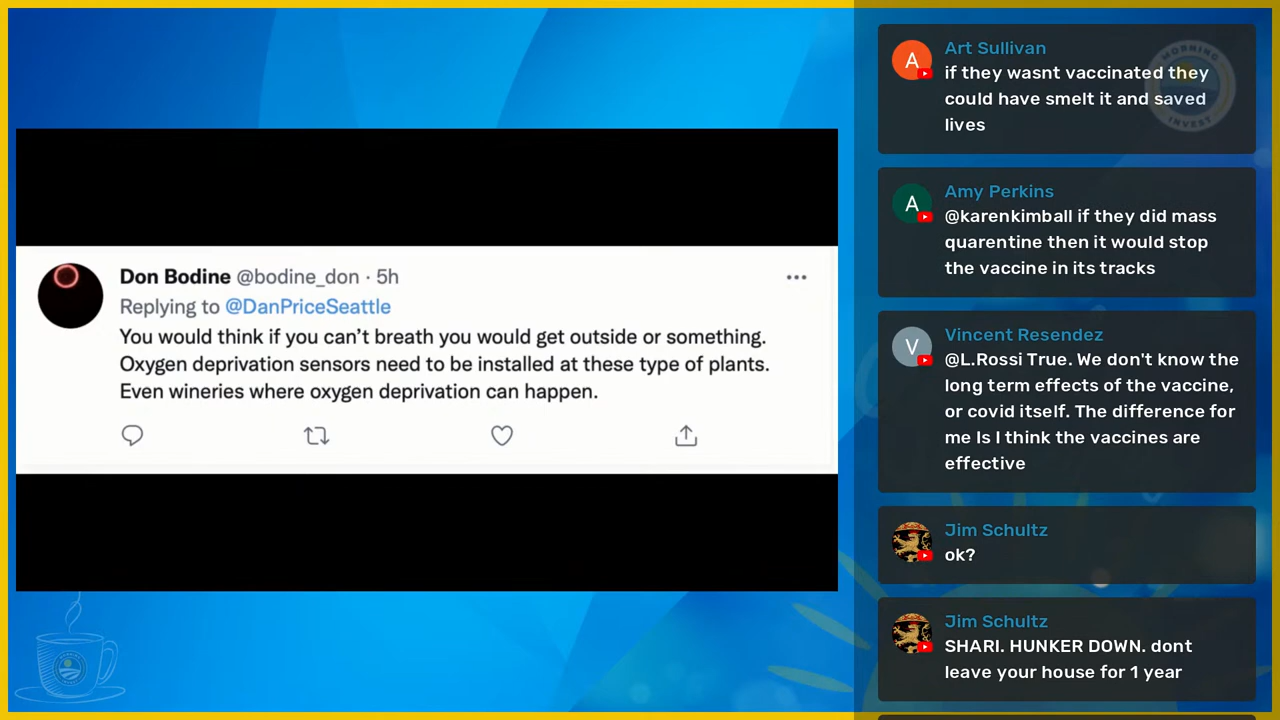 Don Bodine @bodine_don · 5h
Replying to @DanPriceSeattle
You would think if you can’t breath you would get outside or something.
Oxygen deprivation sensors need to be installed at these type of plants.
Even wineries where oxygen deprivation can happen.
MORNING
INVEST
A
Art Sullivan
if they wasnt vaccinated they
could have smelt it and saved
lives
A
Amy Perkins
@karenkimball if they did mass
quarentine then it would stop
the vaccine in its tracks
V
Vincent Resendez
@L.Rossi True. We don't know the
long term effects of the vaccine,
or covid itself. The difference for
me Is I think the vaccines are
effective
Jim Schultz
ok?
Jim Schultz
SHARI. HUNKER DOWN. dont
leave your house for 1 year